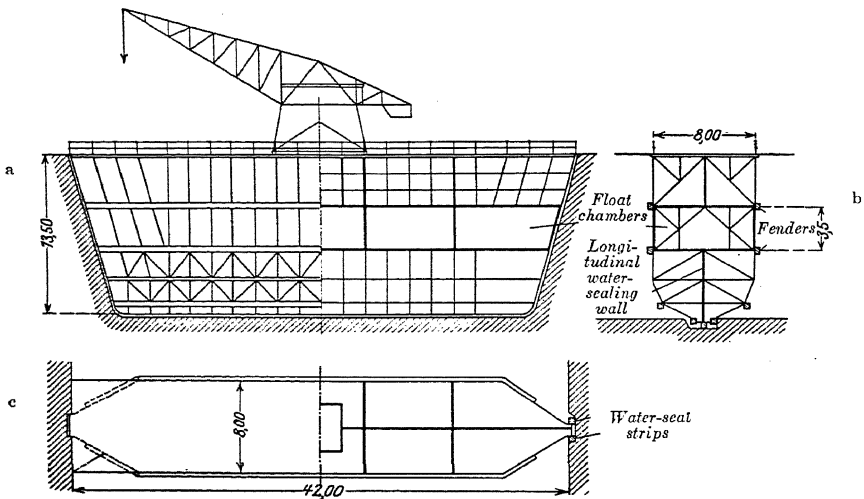 a
13,50
8,00
b
Float
chambers
Fenders
3,5
Longi-
tudinal
water-
sealing
wall
c
8,00
Water-seal
strips
42,00